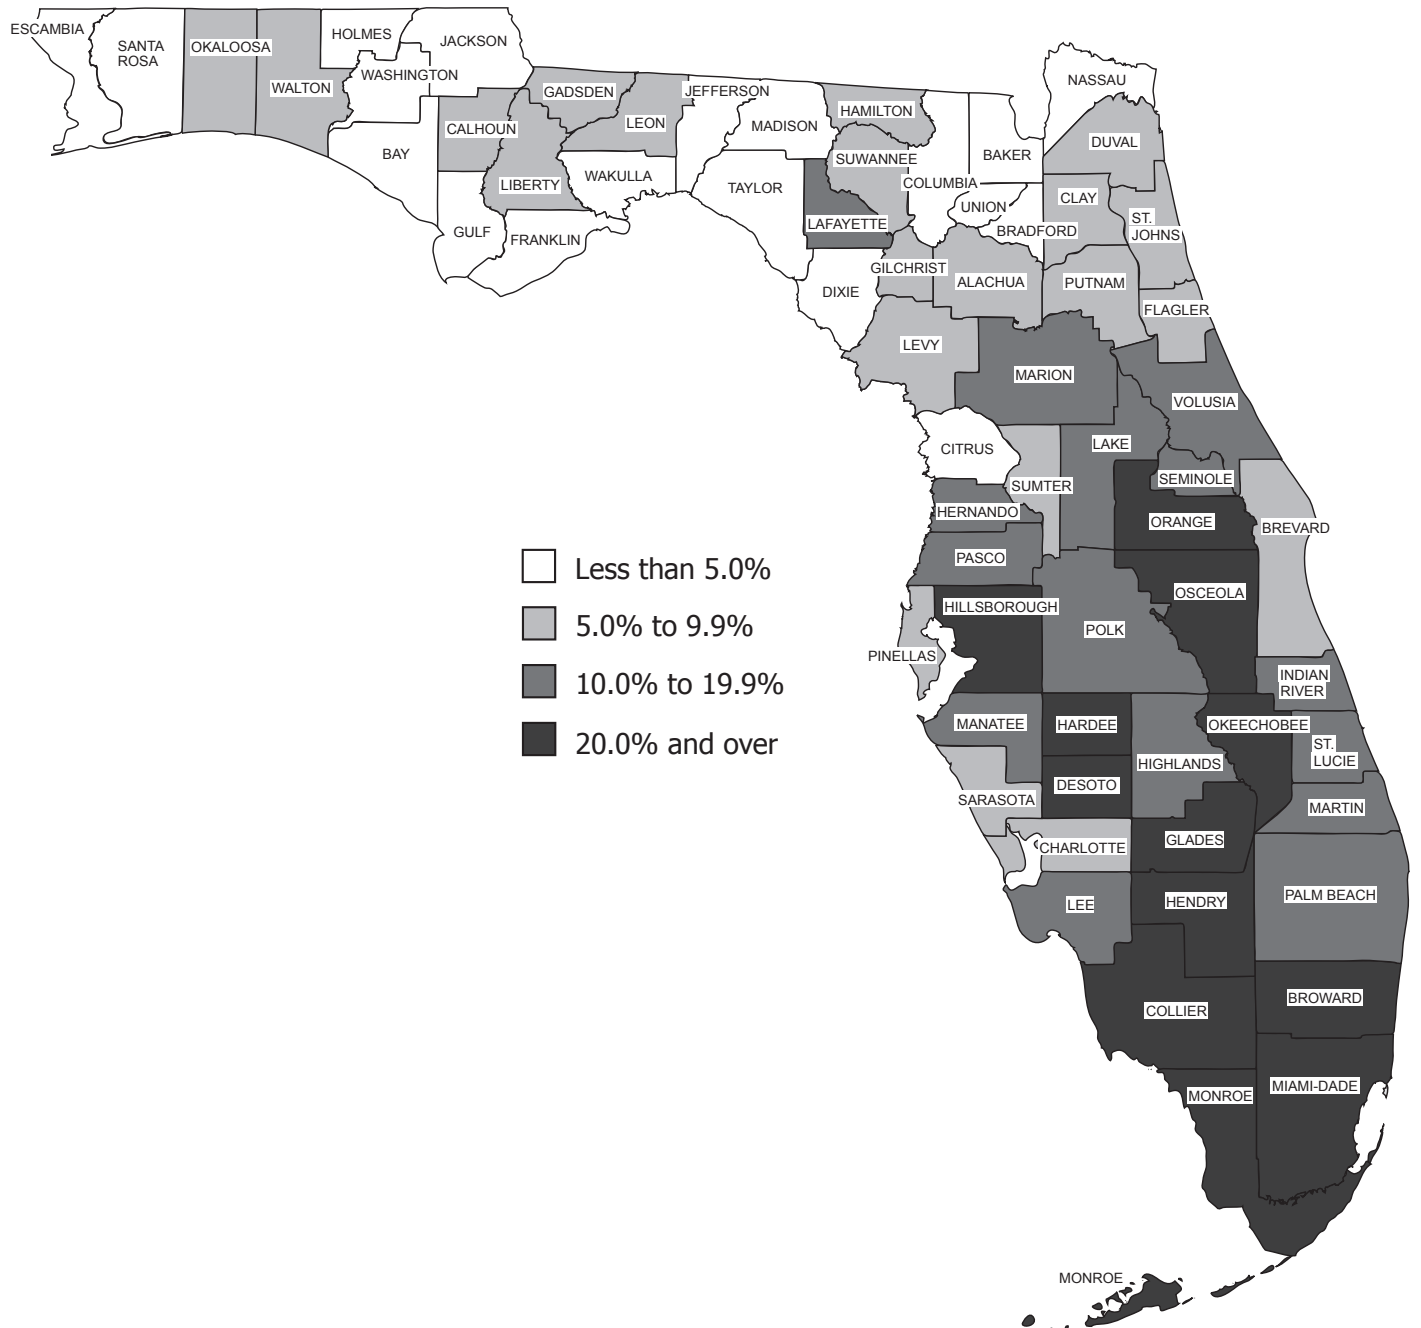 ESCAMBIA
SANTA
ROSA
OKALOOSA
WALTON
HOLMES
WASHINGTON
JACKSON
BAY
CALHOUN
GULF
LIBERTY
GADSDEN
FRANKLIN
LEON
WAKULLA
JEFFERSON
MADISON
TAYLOR
HAMILTON
SUWANNEE
LAFAYETTE
DIXIE
COLUMBIA
BAKER
NASSAU
DUVAL
UNION
BRADFORD
CLAY
ST.
JOHNS
GILCHRIST
ALACHUA
PUTNAM
FLAGLER
LEVY
MARION
VOLUSIA
CITRUS
SUMTER
LAKE
SEMINOLE
HERNANDO
ORANGE
BREVARD
PASCO
OSCEOLA
HILLSBOROUGH
POLK
PINELLAS
INDIAN
RIVER
MANATEE
HARDEE
HIGHLANDS
OKEECHOBEE
ST.
LUCIE
SARASOTA
DESOTO
MARTIN
CHARLOTTE
GLADES
LEE
HENDRY
PALM BEACH
COLLIER
BROWARD
MONROE
MIAMI-DADE
MONROE
Less than 5.0%
5.0% to 9.9%
10.0% to 19.9%
20.0% and over